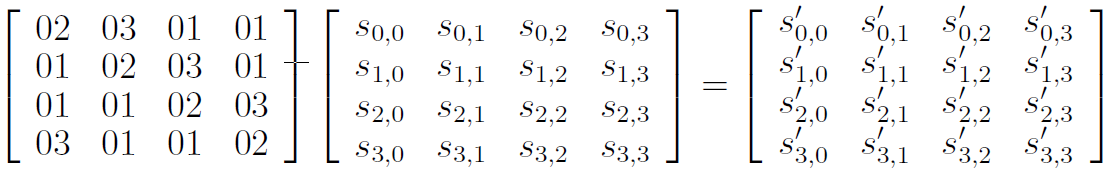 02 03 01 01 s0,0 s0,1 s0,2 s0,3 s′0,0 s′0,1 s′0,2 s′0,3
01 02 03 01 — s1,0 s1,1 s1,2 s1,3 = s′1,0 s′1,1 s′1,2 s′1,3
01 01 02 03 s2,0 s2,1 s2,2 s2,3 s′2,0 s′2,1 s′2,2 s′2,3
03 01 01 02 s3,0 s3,1 s3,2 s3,3 s′3,0 s′3,1 s′3,2 s′3,3